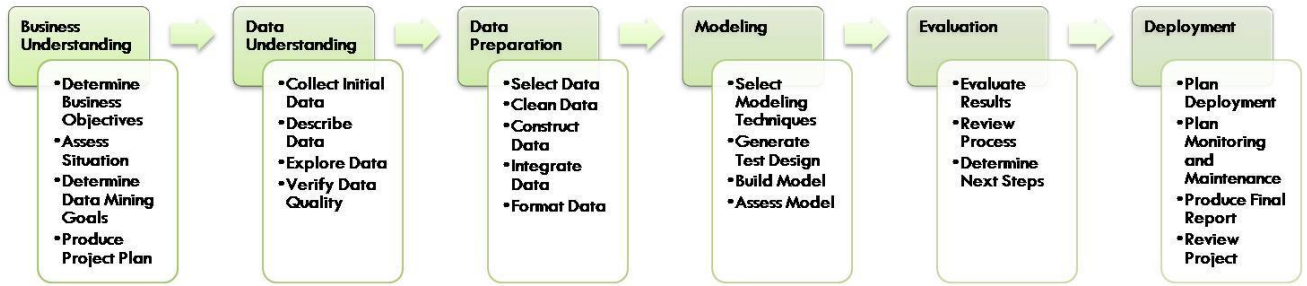 Business
Understanding
•Determine
Business
Objectives
•Assess
Situation
•Determine
Data Mining
Goals
•Produce
Project Plan
Data
Understanding
•Collect Initial
Data
•Describe
Data
•Explore Data
•Verify Data
Quality
Data
Preparation
•Select Data
•Clean Data
•Construct
Data
•Integrate
Data
•Format Data
Modeling
•Select
Modeling
Techniques
•Generate
Test Design
•Build Model
•Assess Model
Evaluation
•Evaluate
Results
•Review
Process
•Determine
Next Steps
Deployment
•Plan
Deployment
•Plan
Monitoring
and
Maintenance
•Produce Final
Report
•Review
Project